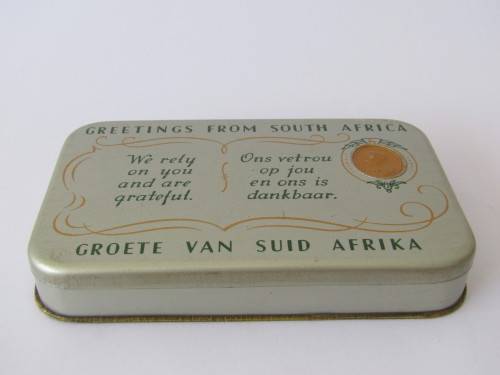 GREETINGS FROM SOUTH AFRICA
We rely
on you
and are
grateful.
Ons vetrou
op jou
en ons is
dankbaar.
GROETE VAN SUID AFRIKA